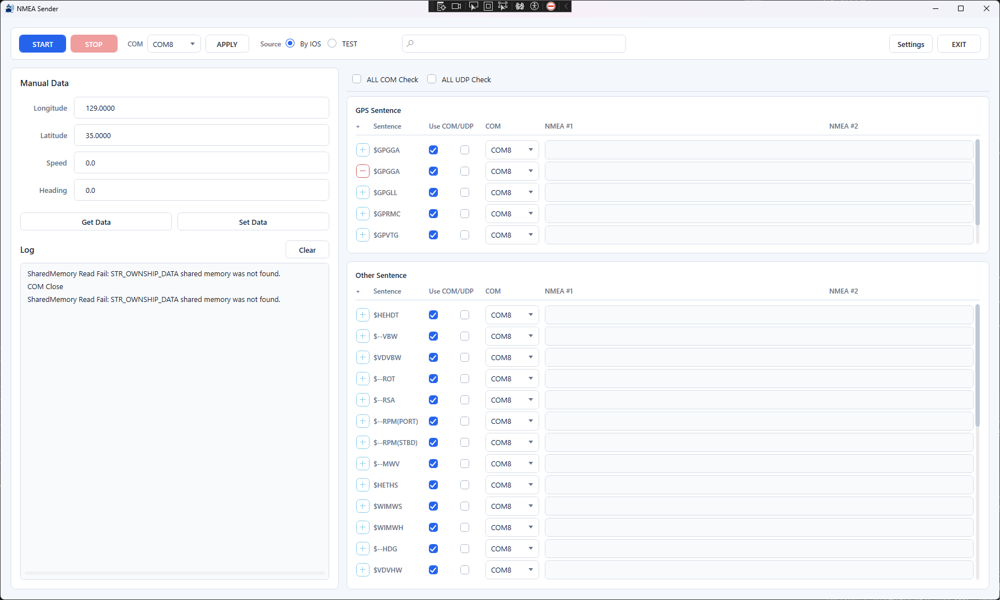 NMEA Sender
START STOP COM COM8 APPLY Source By IOS TEST Settings EXIT
Manual Data
Longitude 129.0000
Latitude 35.0000
Speed 0.0
Heading 0.0
Get Data Set Data
Log Clear
SharedMemory Read Fail: STR_OWNSHIP_DATA shared memory was not found.
COM Close
SharedMemory Read Fail: STR_OWNSHIP_DATA shared memory was not found.
ALL COM Check ALL UDP Check
GPS Sentence
+ Sentence Use COM/UDP COM NMEA #1 NMEA #2
$GPGGA COM8
$GPGGA COM8
$GPGLL COM8
$GPRMC COM8
$GPVTG COM8
Other Sentence
+ Sentence Use COM/UDP COM NMEA #1 NMEA #2
$HEHDT COM8
$--VBW COM8
$VDVBW COM8
$--ROT COM8
$--RSA COM8
$--RPM(PORT) COM8
$--RPM(STBD) COM8
$--MWV COM8
$HETHS COM8
$WIMWS COM8
$WIMWH COM8
$--HDG COM8
$VDVHW COM8